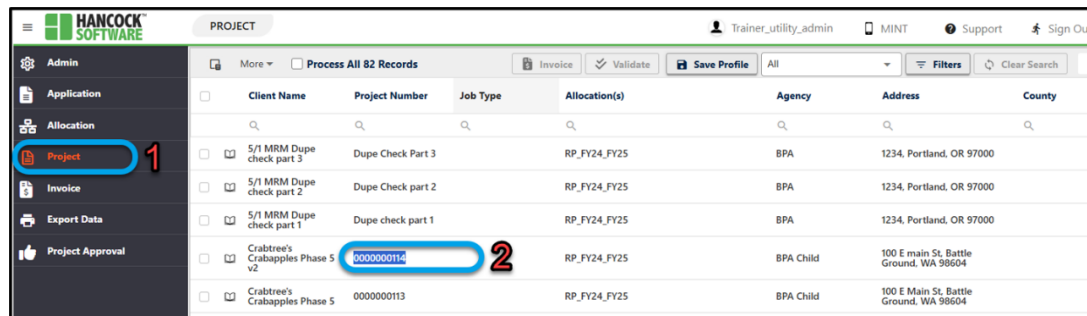 HANCOCK™
SOFTWARE
PROJECT
Trainer_utility_admin
MINT
Support
Sign Ou
Admin
Application
Allocation
Project
1
Invoice
Export Data
Project Approval
More
Process All 82 Records
Invoice
Validate
Save Profile
All
Filters
Clear Search
Client Name Project Number Job Type Allocation(s) Agency Address County
5/1 MRM Dupe
check part 3
Dupe Check Part 3
RP_FY24_FY25
BPA
1234, Portland, OR 97000
5/1 MRM Dupe
check part 2
Dupe Check part 2
RP_FY24_FY25
BPA
1234, Portland, OR 97000
5/1 MRM Dupe
check part 1
Dupe check part 1
RP_FY24_FY25
BPA
1234, Portland, OR 97000
Crabtree's
Crabapples Phase 5
v2
0000000114
2
RP_FY24_FY25
BPA Child
100 E main St, Battle
Ground, WA 98604
Crabtree's
Crabapples Phase 5
0000000113
RP_FY24_FY25
BPA Child
100 E Main St, Battle
Ground, WA 98604